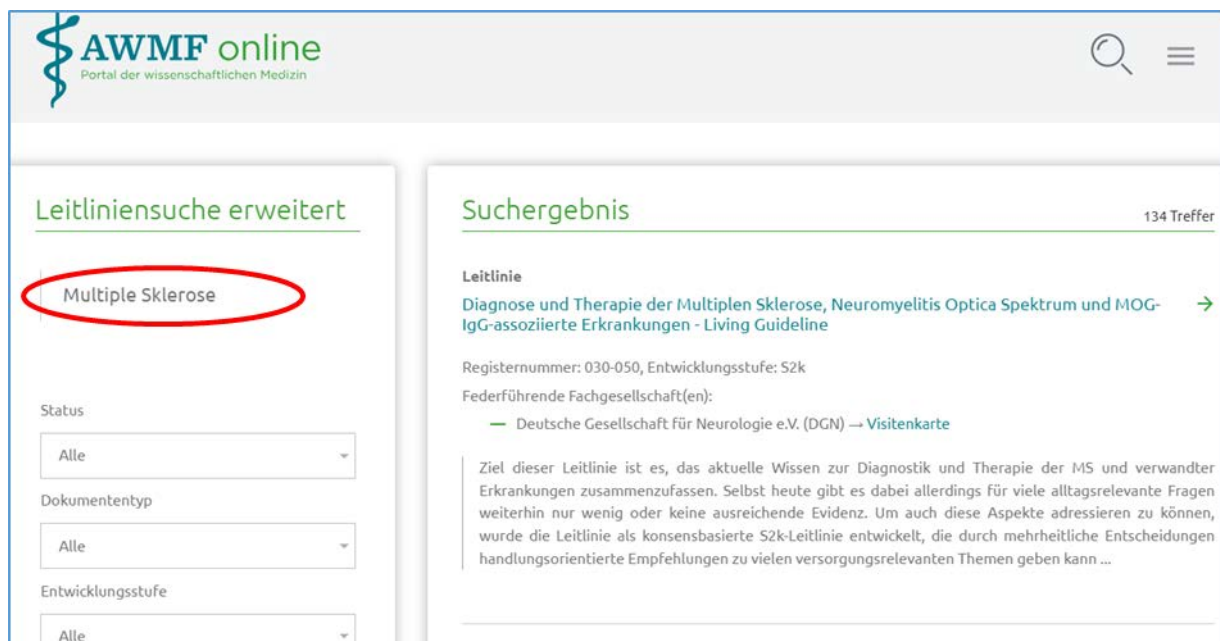 AWMF online
Portal der wissenschaftlichen Medizin
Leitliniensuche erweitert
Multiple Sklerose
Status
Alle
Dokumententyp
Alle
Entwicklungsstufe
Alle
Suchergebnis
134 Treffer
Leitlinie
Diagnose und Therapie der Multiplen Sklerose, Neuromyelitis Optica Spektrum und MOG-
IgG-assoziierte Erkrankungen - Living Guideline
Registernummer: 030-050, Entwicklungsstufe: S2k
Federführende Fachgesellschaft(en):
— Deutsche Gesellschaft für Neurologie e.V. (DGN) → Visitenkarte
Ziel dieser Leitlinie ist es, das aktuelle Wissen zur Diagnostik und Therapie der MS und verwandter
Erkrankungen zusammenzufassen. Selbst heute gibt es dabei allerdings für viele alltagsrelevante Fragen
weiterhin nur wenig oder keine ausreichende Evidenz. Um auch diese Aspekte adressieren zu können,
wurde die Leitlinie als konsensbasierte S2k-Leitlinie entwickelt, die durch mehrheitliche Entscheidungen
handlungsorientierte Empfehlungen zu vielen versorgungsrelevanten Themen geben kann ...